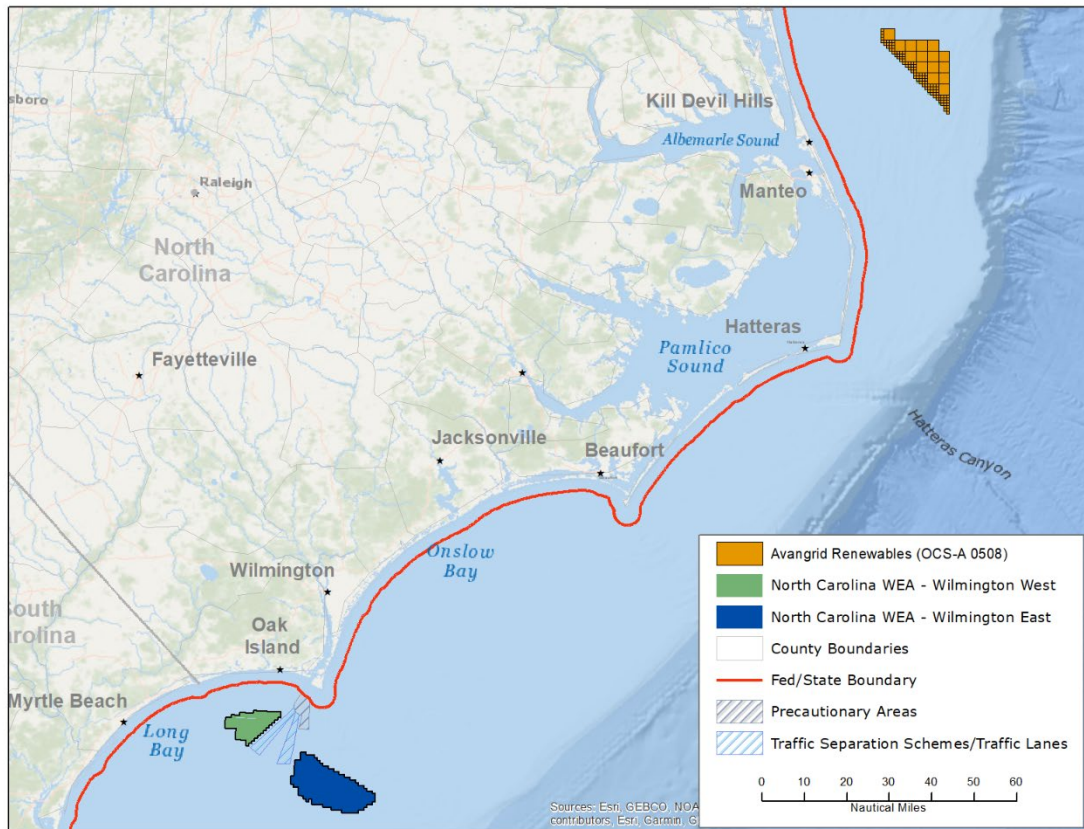 Kill Devil Hills
Albemarle Sound
Manteo
sboro
Raleigh
North
Carolina
Hatteras
Pamlico
Sound
Fayetteville
Jacksonville
Beaufort
Hatteras Canyon
Onslow
Bay
Wilmington
Oak
Island
South
arolina
Myrtle Beach
Long
Bay
Avangrid Renewables (OCS-A 0508)
North Carolina WEA - Wilmington West
North Carolina WEA - Wilmington East
County Boundaries
Fed/State Boundary
Precautionary Areas
Traffic Separation Schemes/Traffic Lanes
0 10 20 30 40 50 60
Nautical Miles
Sources: Esri, GEBCO, NOA
contributors, Esri, Garmin, G